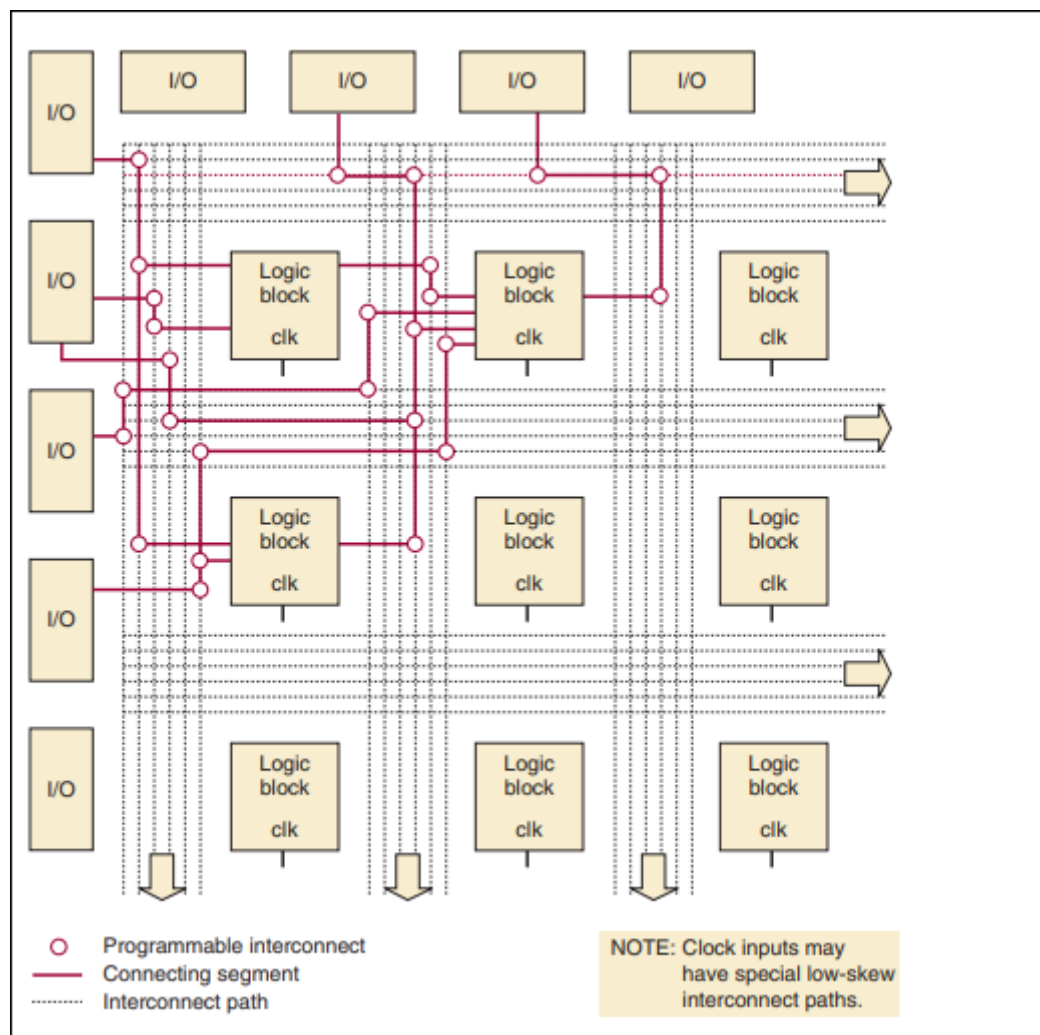 I/O
I/O
I/O
I/O
I/O
I/O
Logic
block
clk
Logic
block
clk
Logic
block
clk
I/O
Logic
block
clk
Logic
block
clk
Logic
block
clk
I/O
I/O
Logic
block
clk
Logic
block
clk
Logic
block
clk
Programmable interconnect
Connecting segment
Interconnect path
NOTE: Clock inputs may
have special low-skew
interconnect paths.